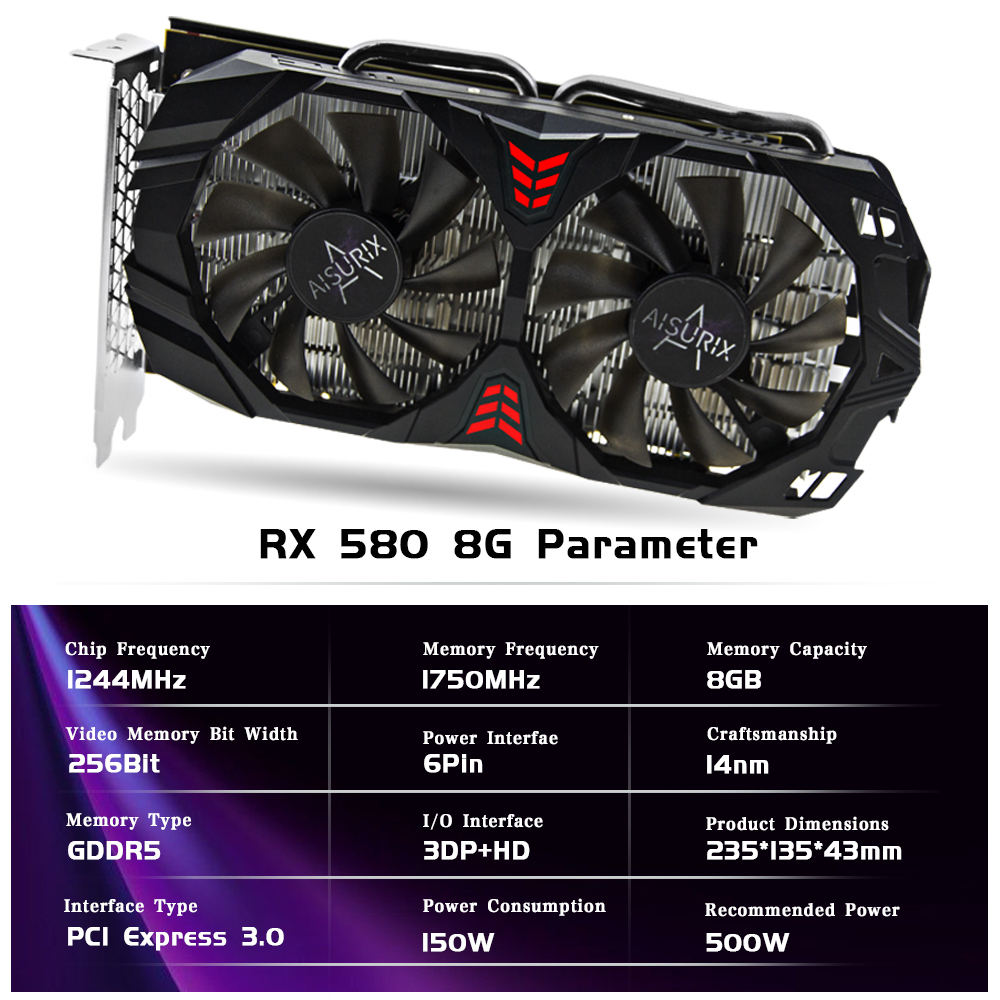 AISURIX
AISURIX
RX 580 8G Parameter
Chip Frequency
1244MHz
Memory Frequency
1750MHz
Memory Capacity
8GB
Video Memory Bit Width
256Bit
Power Interfae
6Pin
Craftsmanship
14nm
Memory Type
GDDR5
I/O Interface
3DP+HD
Product Dimensions
235*135*43mm
Interface Type
PCI Express 3.0
Power Consumption
150W
Recommended Power
500W